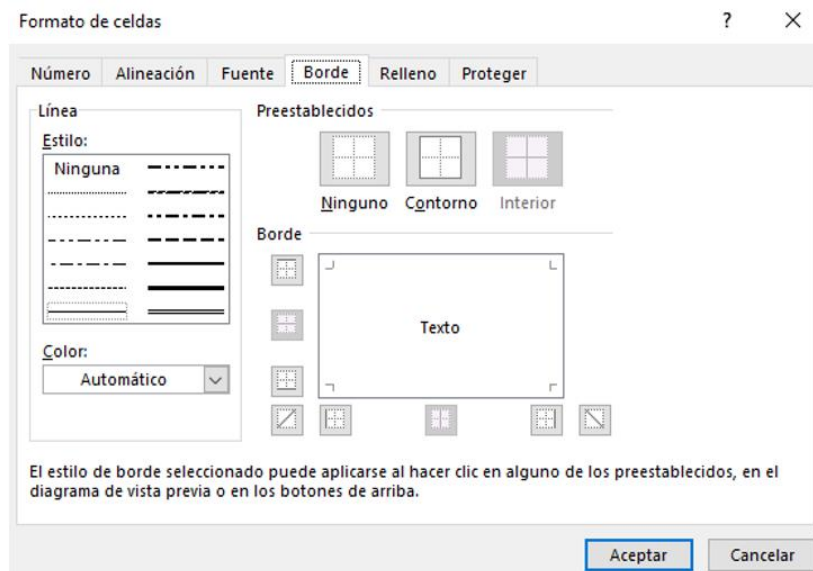 Formato de celdas
?
Número Alineación Fuente Borde Relleno Proteger
Línea
Estilo:
Ninguna
Color:
Automático
Preestablecidos
Ninguno Contorno Interior
Borde
Texto
El estilo de borde seleccionado puede aplicarse al hacer clic en alguno de los preestablecidos, en el
diagrama de vista previa o en los botones de arriba.
Aceptar Cancelar